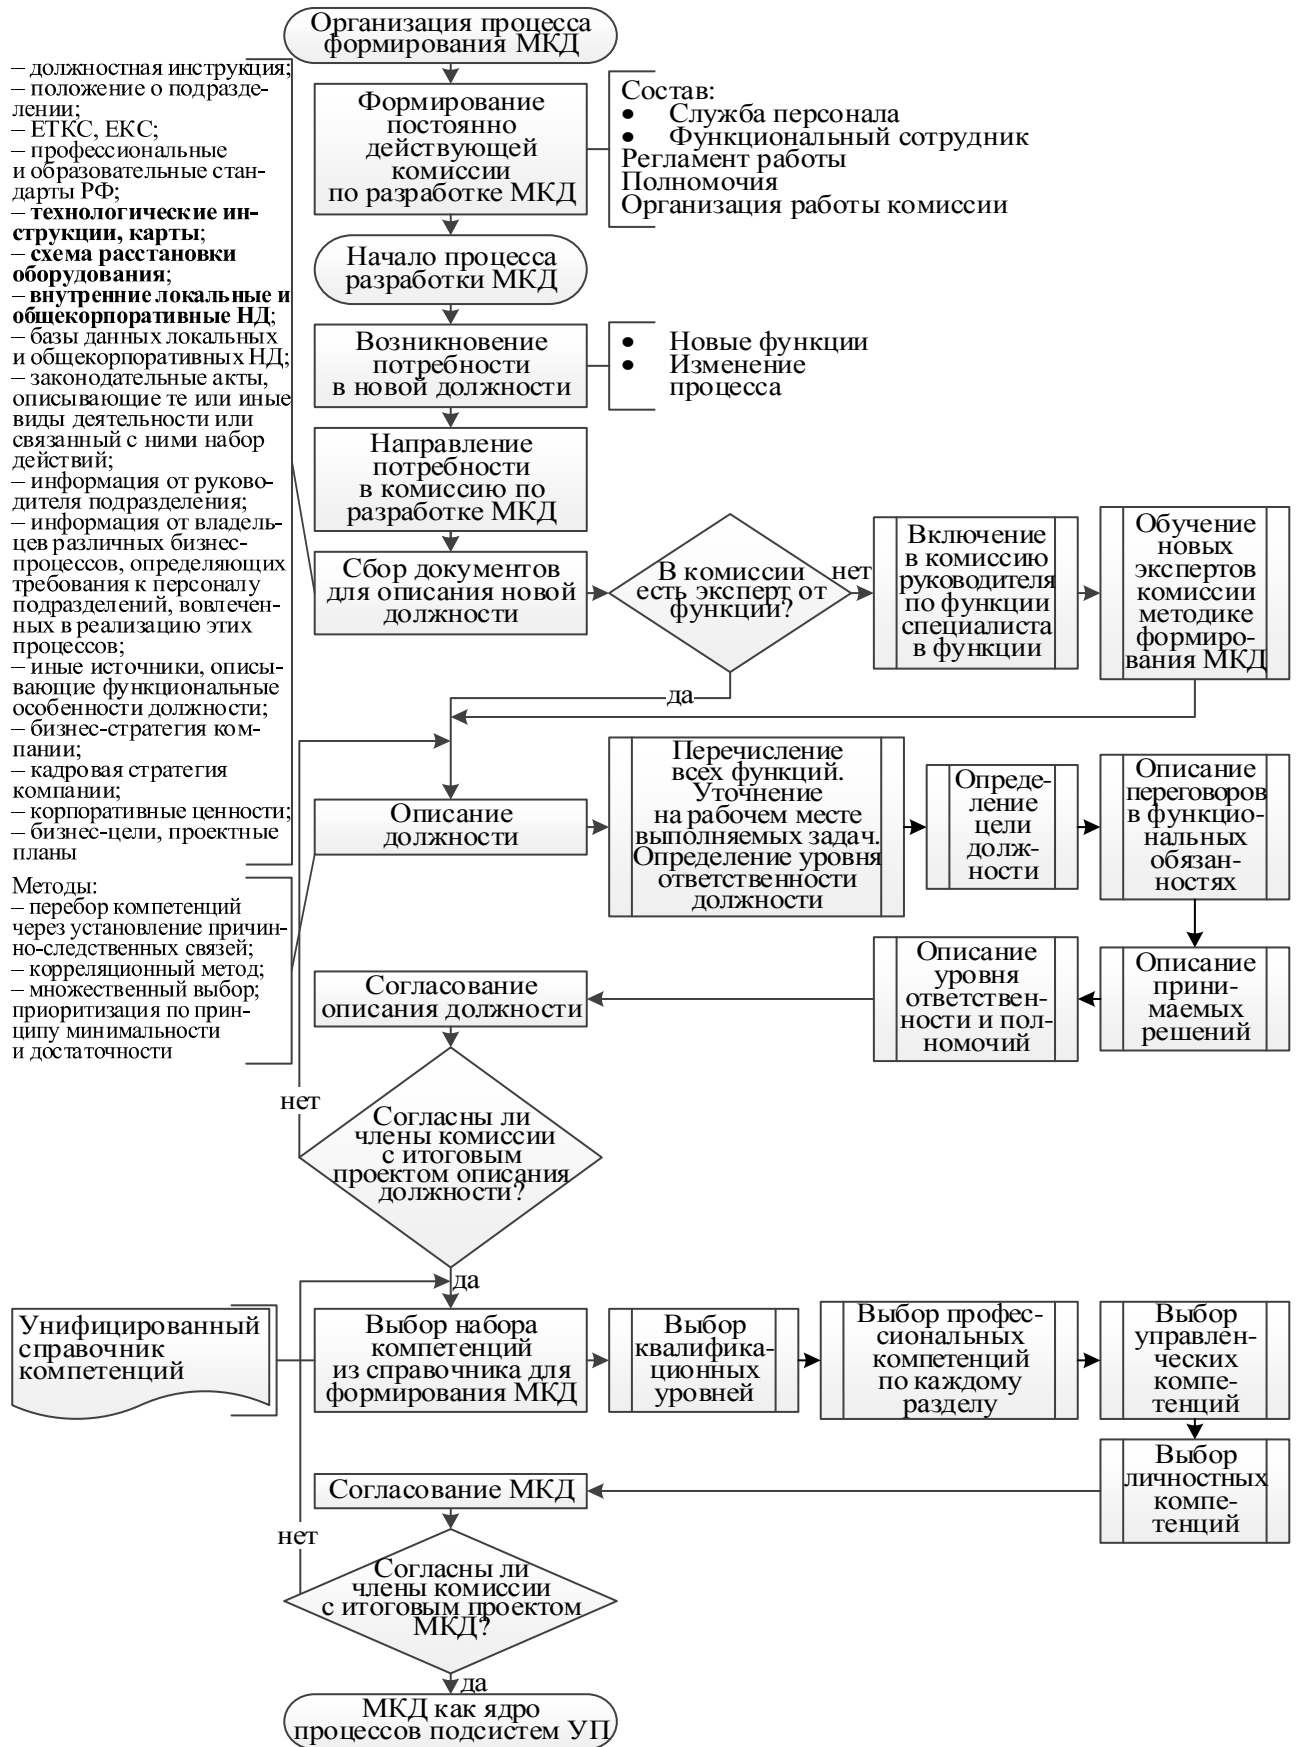 Организация процесса
формирования МКД
– должностная инструкция;
– положение о подразде-
лении;
– ЕТКС, ЕКС;
– профессиональные
и образовательные стан-
дарты РФ;
– технологические ин-
струкции, карты;
– схема расстановки
оборудования;
– внутренние локальные и
общекорпоративные НД;
– базы данных локальных
и общекорпоративных НД;
– законодательные акты,
описывающие те или иные
виды деятельности или
связанный с ними набор
действий;
– информация от руково-
дителя подразделения;
– информация от владель-
цев различных бизнес-
процессов, определяющих
требования к персоналу
подразделений, вовлечен-
ных в реализацию этих
процессов;
– иные источники, описы-
вающие функциональные
особенности должности;
– бизнес-стратегия ком-
пании;
– кадровая стратегия
компании;
– корпоративные ценности;
– бизнес-цели, проектные
планы
Формирование
постоянно
действующей
комиссии
по разработке МКД
Состав:
• Служба персонала
• Функциональный сотрудник
Регламент работы
Полномочия
Организация работы комиссии
Начало процесса
разработки МКД
Возникновение
потребности
в новой должности
• Новые функции
• Изменение
процесса
Направление
потребности
в комиссию по
разработке МКД
Сбор документов
для описания новой
должности
В комиссии
есть эксперт от
функции?
нет
Включение
в комиссию
руководителя
по функции
специалиста
в функции
Обучение
новых
экспертов
комиссии
методике
формиро-
вания МКД
да
Описание
должности
Перечисление
всех функций.
Уточнение
на рабочем месте
выполняемых задач.
Определение уровня
ответственности
должности
Опреде-
ление
цели
долж-
ности
Описание
переговоров
в функцио-
нальных
обязан-
ностях
Методы:
– перебор компетенций
через установление причин-
но-следственных связей;
– корреляционный метод;
– множественный выбор;
приоритизация по прин-
ципу минимальности
и достаточности
Согласование
описания должности
Описание
уровня
ответствен-
ности и пол-
номочий
Описание
прини-
маемых
решений
нет
Согласны ли
члены комиссии
с итоговым
проектом описания
должности?
да
Унифицированный
справочник
компетенций
Выбор набора
компетенций
из справочника для
формирования МКД
Выбор
квалифика-
ционных
уровней
Выбор профес-
сиональных
компетенций
по каждому
разделу
Выбор
управлен-
ческих
компе-
тенций
Согласование МКД
Выбор
личностных
компе-
тенций
нет
Согласны ли
члены комиссии
с итоговым проектом
МКД?
да
МКД как ядро
процессов подсистем УП